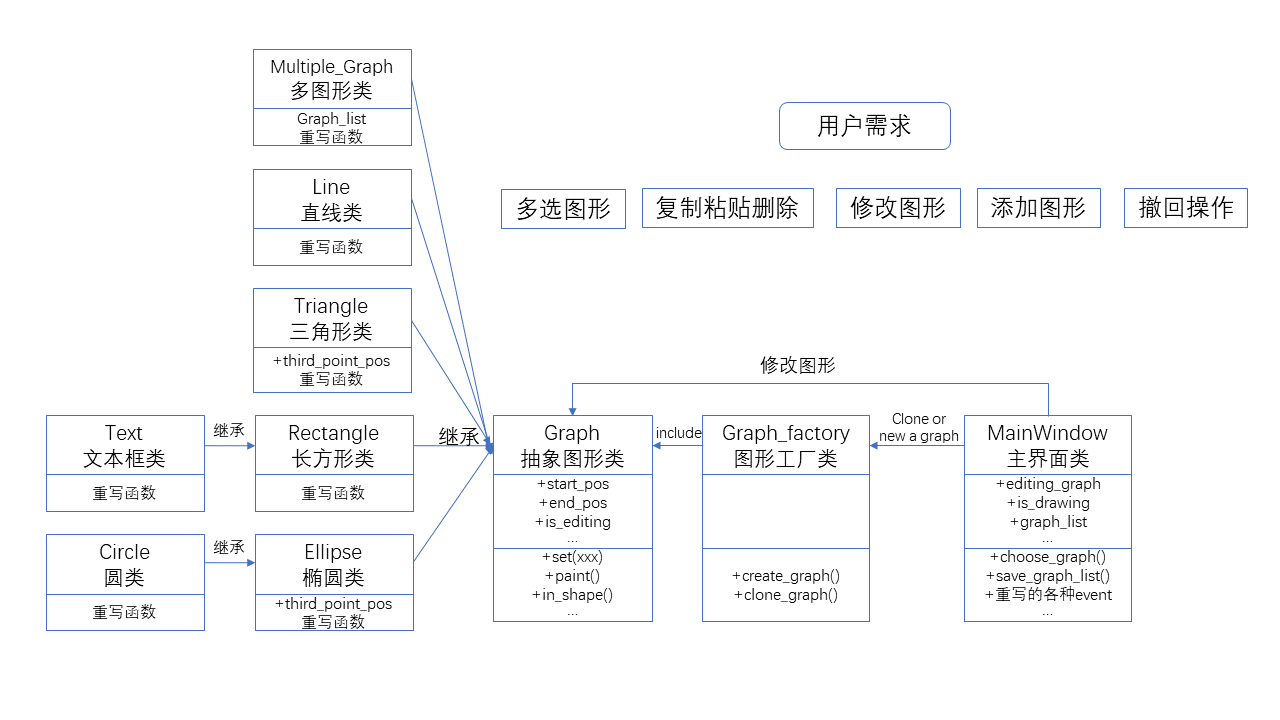 Multiple_Graph
多图形类
Graph_list
重写函数
用户需求
Line
直线类
重写函数
多选图形
复制粘贴删除
修改图形
添加图形
撤回操作
Triangle
三角形类
+third_point_pos
重写函数
修改图形
Text
文本框类
重写函数
继承
Rectangle
长方形类
重写函数
继承
Graph
抽象图形类
+start_pos
+end_pos
+is_editing
...
+set(xxx)
+paint()
+in_shape()
...
include
Graph_factory
图形工厂类
+create_graph()
+clone_graph()
Clone or
new a graph
MainWindow
主界面类
+editing_graph
+is_drawing
+graph_list
...
+choose_graph()
+save_graph_list()
+重写的各种event
...
Circle
圆类
重写函数
继承
Ellipse
椭圆类
+third_point_pos
重写函数